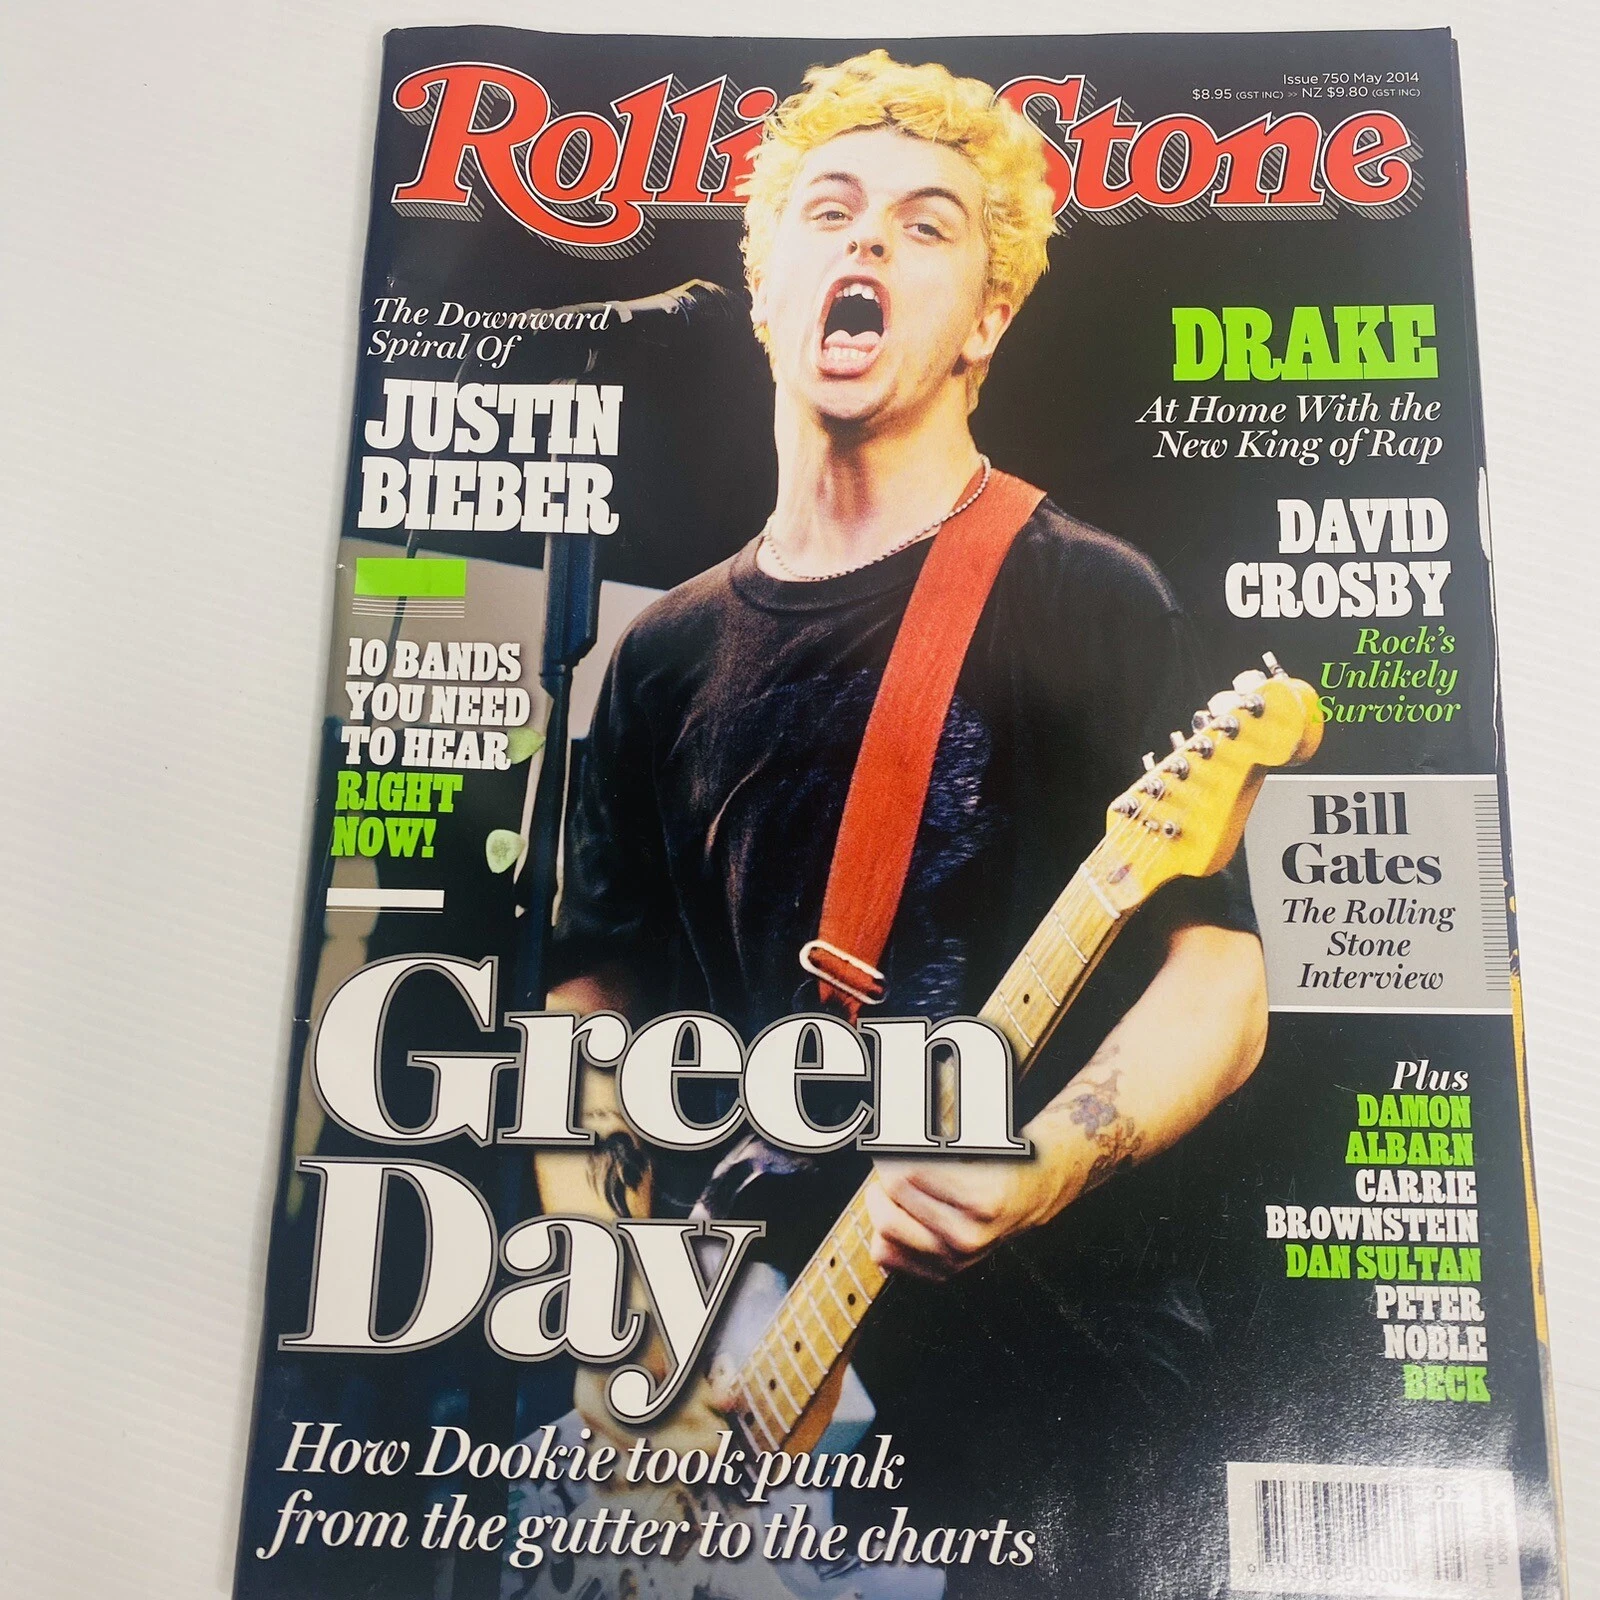 Rolling Stone
Issue 750 May 2014
$8.95 (GST INC) >> NZ $9.80 (GST INC)
The Downward
Spiral Of
JUSTIN
BIEBER
10 BANDS
YOU NEED
TO HEAR
RIGHT
NOW!
DRAKE
At Home With the
New King of Rap
DAVID
CROSBY
Rock's
Unlikely
Survivor
Bill
Gates
The Rolling
Stone
Interview
Plus
DAMON
ALBARN
CARRIE
BROWNSTEIN
DAN SULTAN
PETER
NOBLE
BECK
Green
Day
How Dookie took punk
from the gutter to the charts